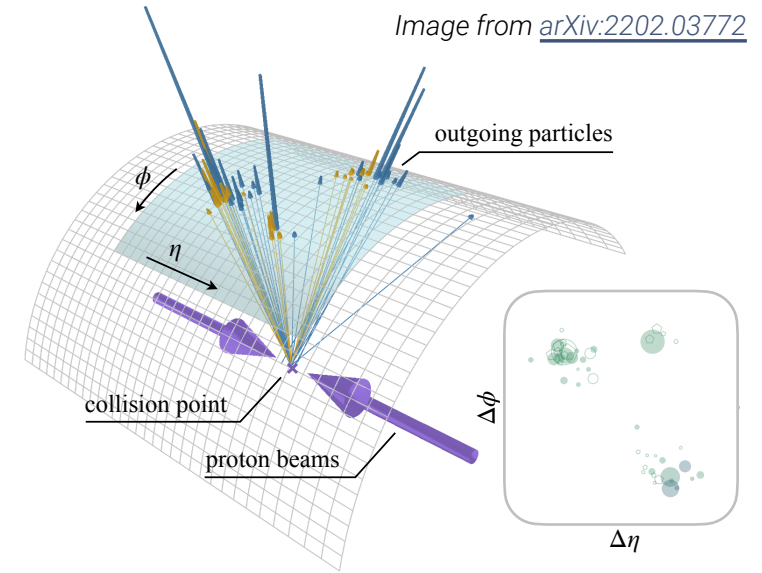 Image from arXiv:2202.03772
outgoing particles
ϕ
η
collision point
proton beams
Δϕ
Δη